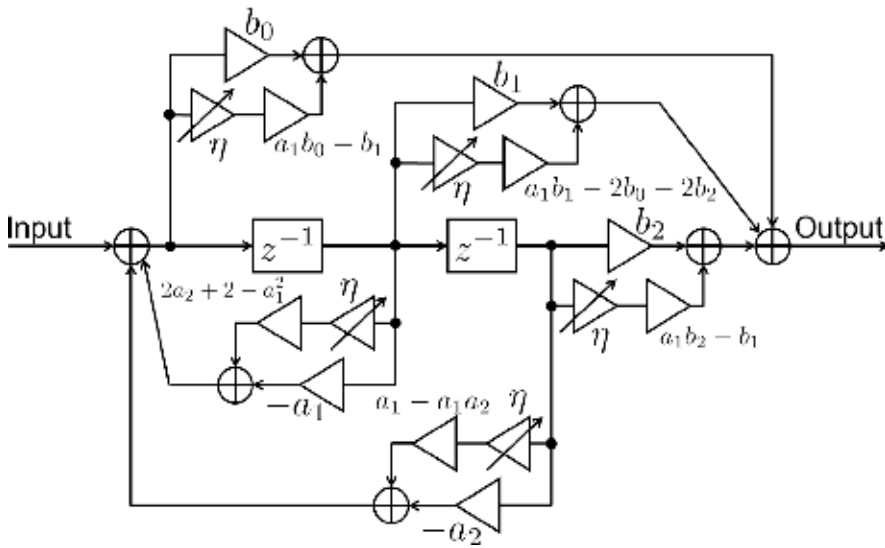 b₀
b₁
η
a₁b₀ − b₁
η
a₁b₁ − 2b₀ − 2b₂
Input
z⁻¹
z⁻¹
b₂
Output
2a₂ + 2 − a₁²
η
η
a₁b₂ − b₁
−a₁
a₁ − a₁a₂
η
−a₂